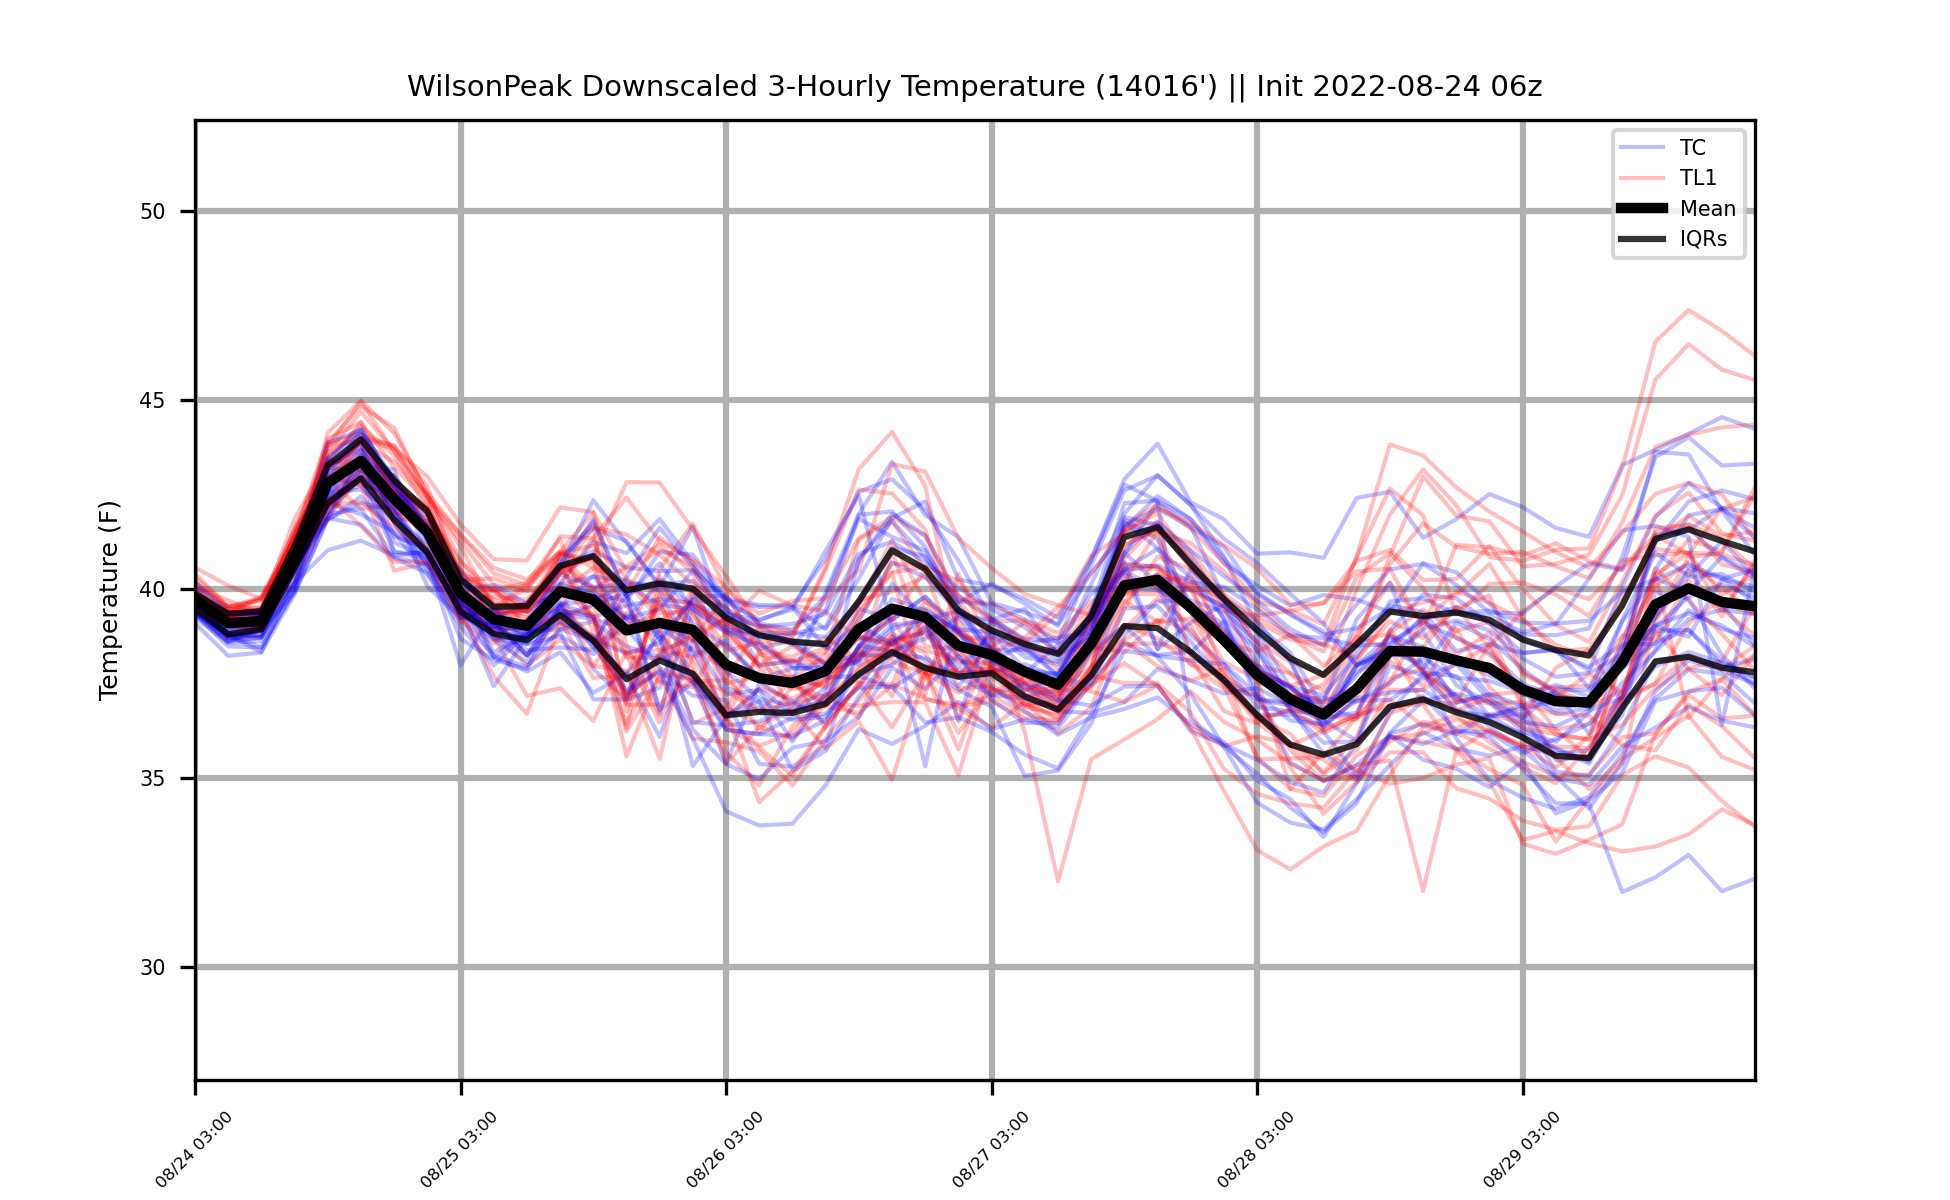 WilsonPeak Downscaled 3-Hourly Temperature (14016') || Init 2022-08-24 06z
TC
TL1
Mean
IQRs
Temperature (F)
50
45
40
35
30
08/24 03:00
08/25 03:00
08/26 03:00
08/27 03:00
08/28 03:00
08/29 03:00